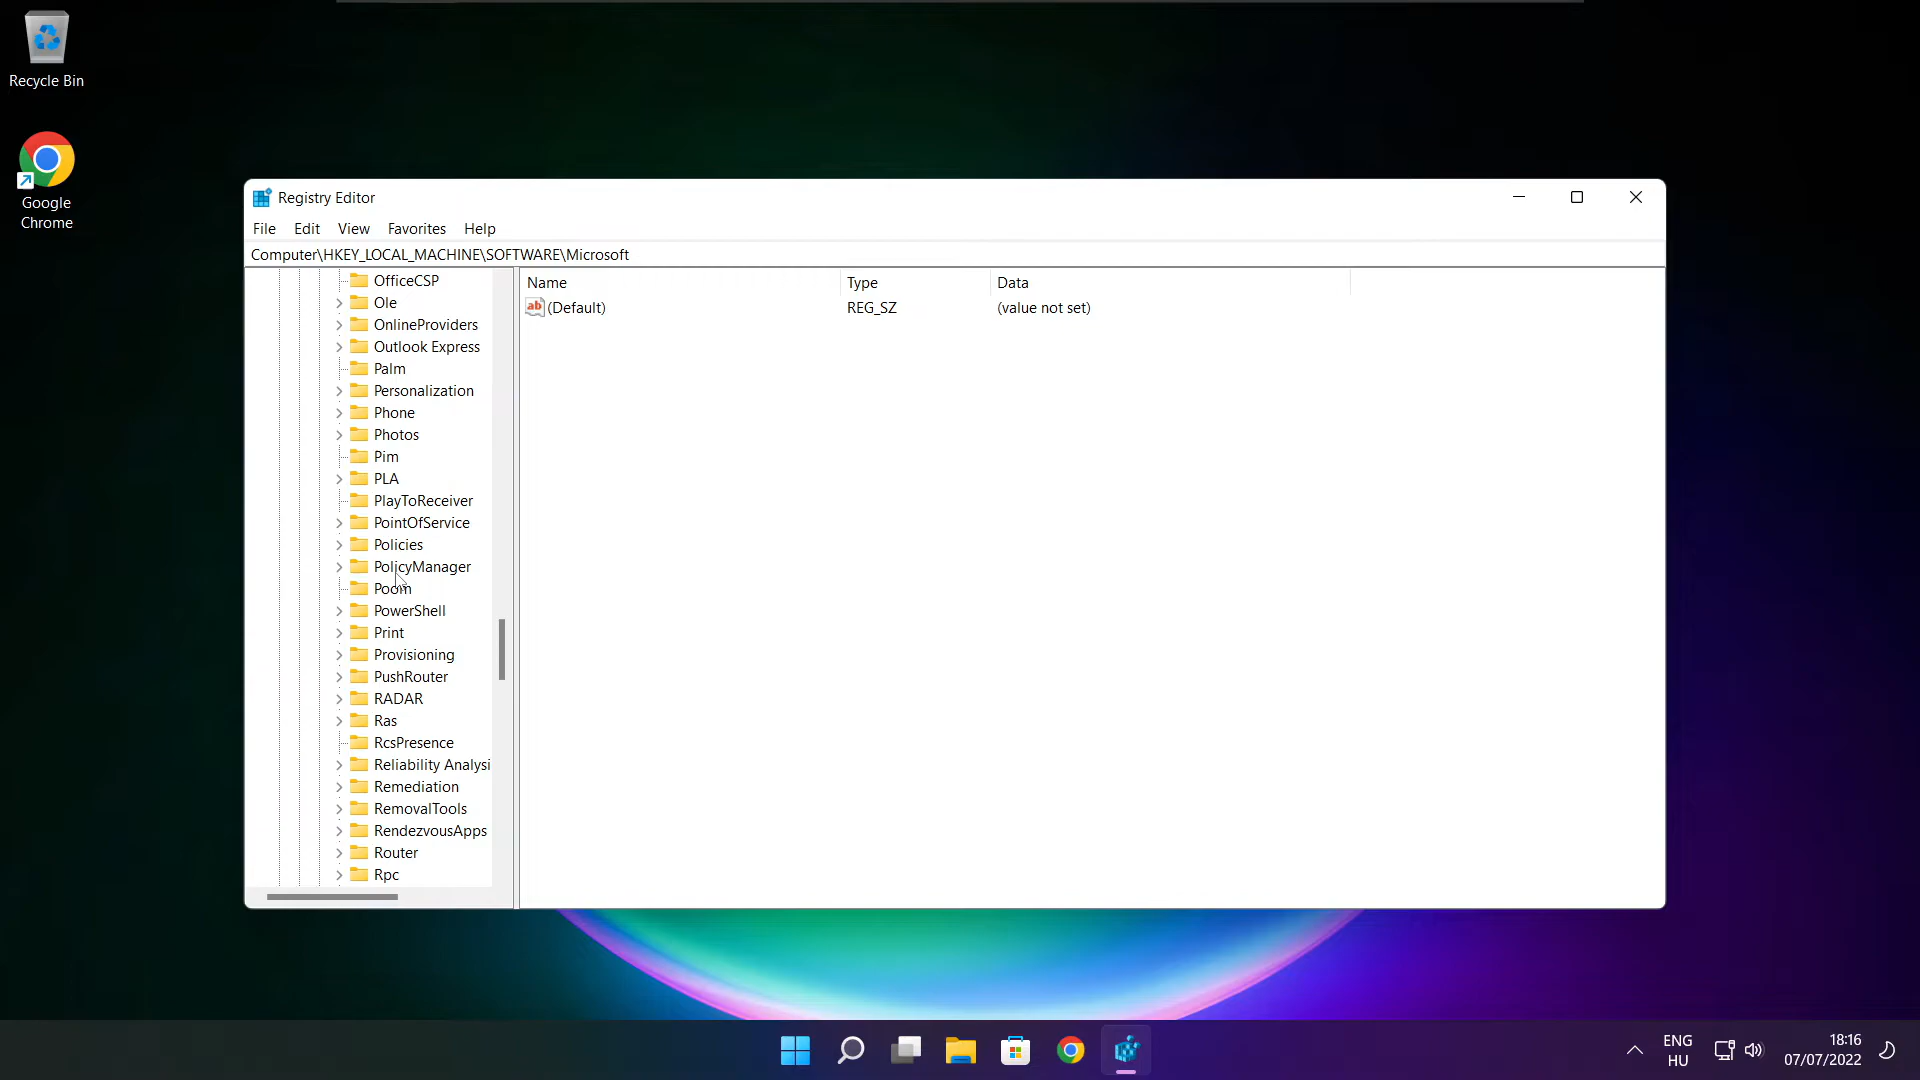 Recycle Bin
Google
Chrome
Registry Editor
File Edit View Favorites Help
Computer\HKEY_LOCAL_MACHINE\SOFTWARE\Microsoft
OfficeCSP
Ole
OnlineProviders
Outlook Express
Palm
Personalization
Phone
Photos
Pim
PLA
PlayToReceiver
PointOfService
Policies
PolicyManager
Poom
PowerShell
Print
Provisioning
PushRouter
RADAR
Ras
RcsPresence
Reliability Analysi
Remediation
RemovalTools
RendezvousApps
Router
Rpc
Name Type Data
ab (Default) REG_SZ (value not set)
ENG
HU
18:16
07/07/2022